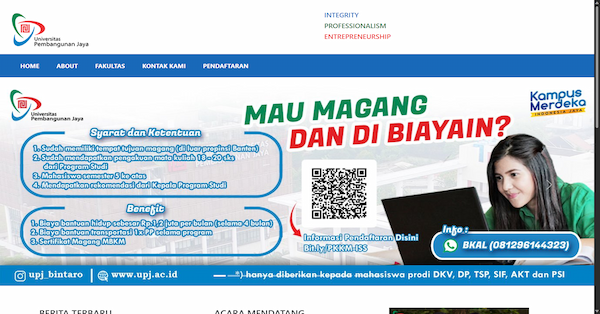 Universitas
Pembangunan Jaya
INTEGRITY
PROFESSIONALISM
ENTREPRENEURSHIP
HOME ABOUT FAKULTAS KONTAK KAMI PENDAFTARAN
Universitas
Pembangunan Jaya
Kampus
Merdeka
INDONESIA JAYA
MAU MAGANG
DAN DI BIAYAIN?
Syarat dan Ketentuan
1. Sudah memiliki tempat tujuan magang (di luar propinsi Banten)
2. Sudah mendapatkan pengakuan mata kuliah 18 - 20 sks
dari Program Studi
3. Mahasiswa semester 5 ke atas
4. Mendapatkan rekomendasi dari Kepala Program Studi
Benefit
1. Biaya bantuan hidup sebesar Rp.1,2 juta per bulan (selama 4 bulan)
2. Biaya bantuan transportasi 1x PP selama program
3. Sertifikat Magang MBKM
Informasi Pendaftaran Disini
Bit.ly/PKKM-ISS
Info :
BKAL (081296144323)
upj_bintaro www.upj.ac.id *) hanya diberikan kepada mahasiswa prodi DKV, DP, TSP, SIF, AKT dan PSI
BERITA TERBARU ACARA MENDATANG